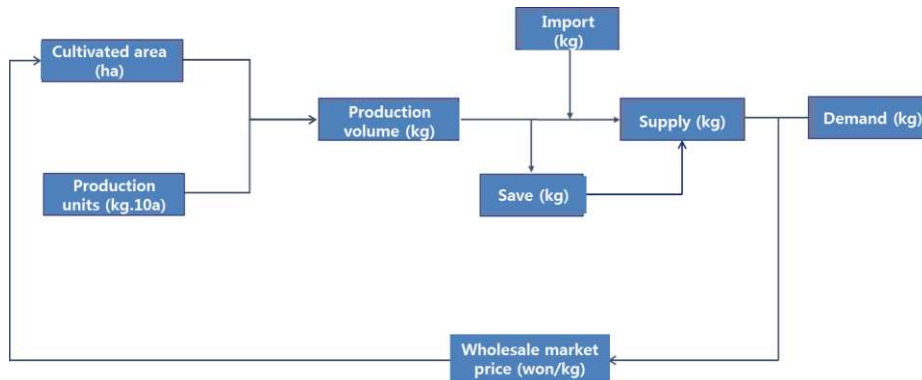 Import
(kg)
Cultivated area
(ha)
Production
volume (kg)
Supply (kg)
Demand (kg)
Production
units (kg.10a)
Save (kg)
Wholesale market
price (won/kg)